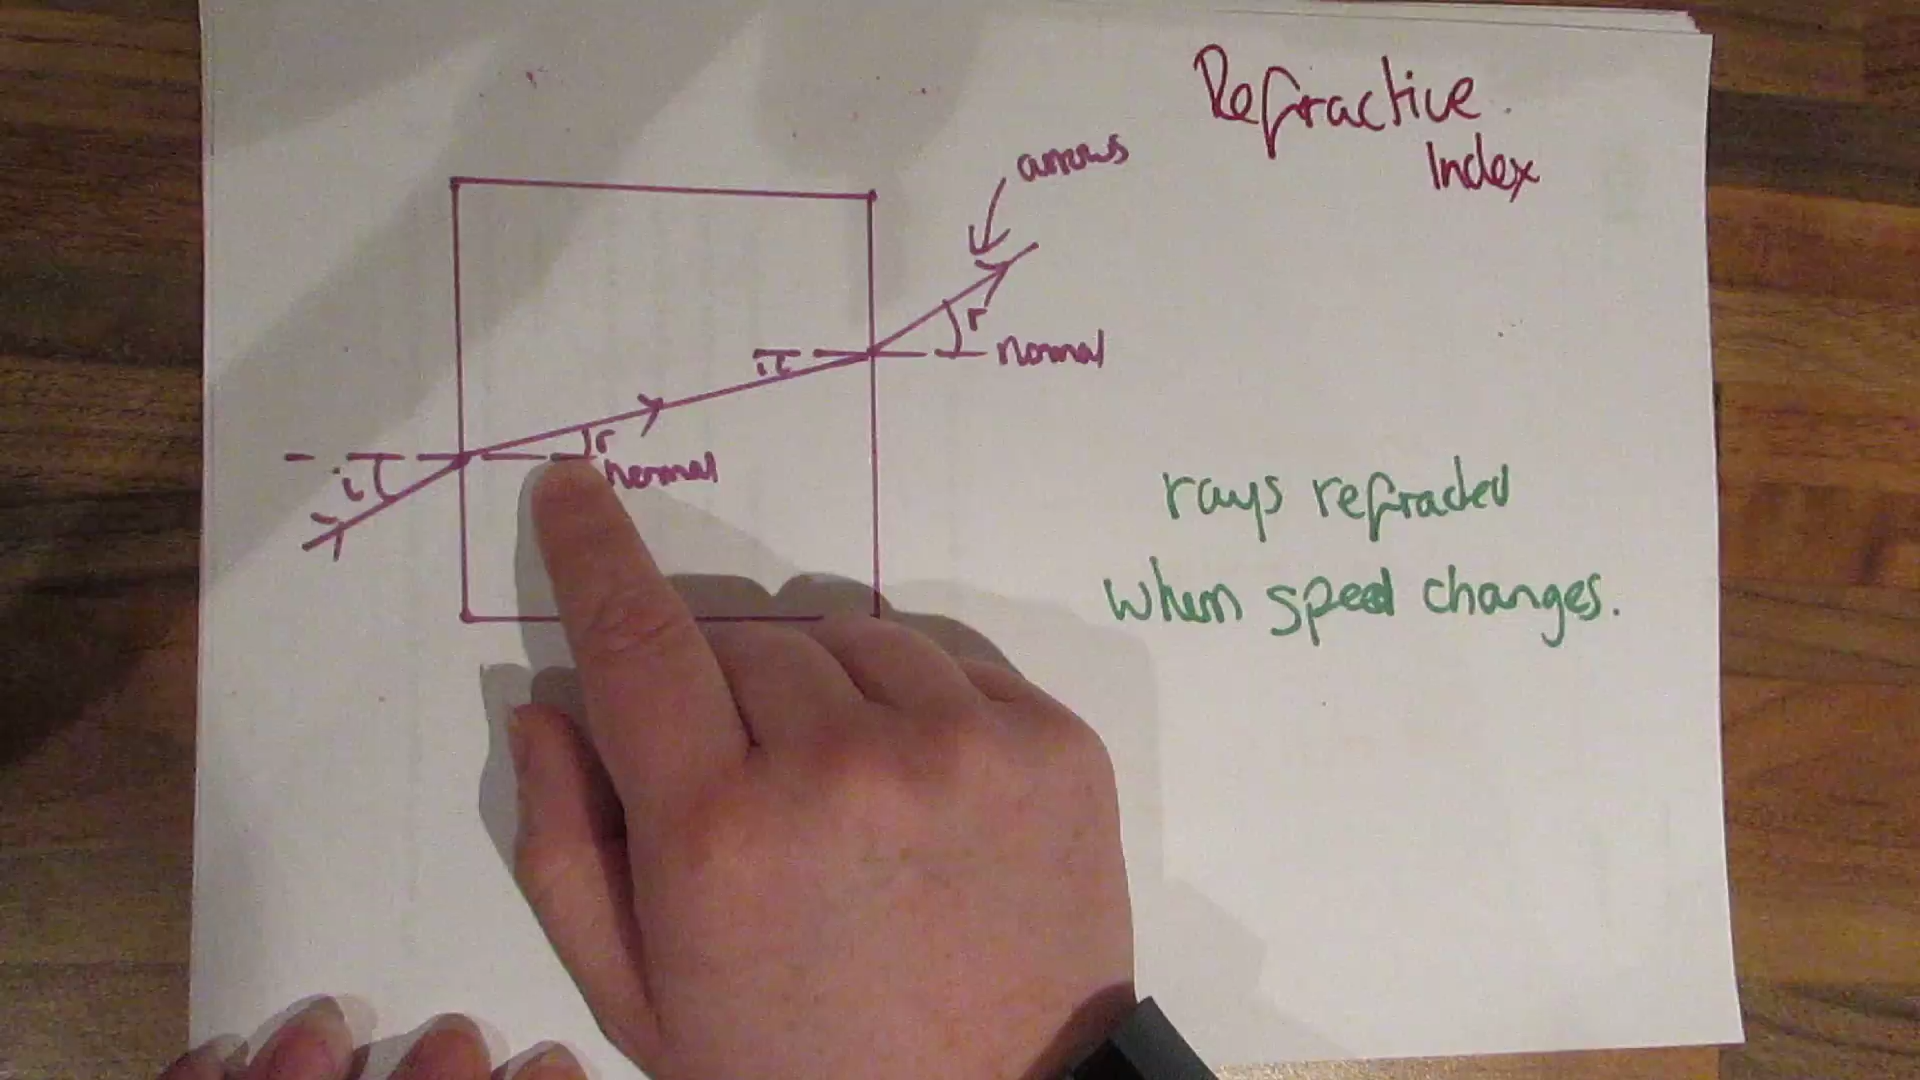 Refractive
Index
arrows
r
normal
i
r
normal
i
rays refracted
when speed changes.